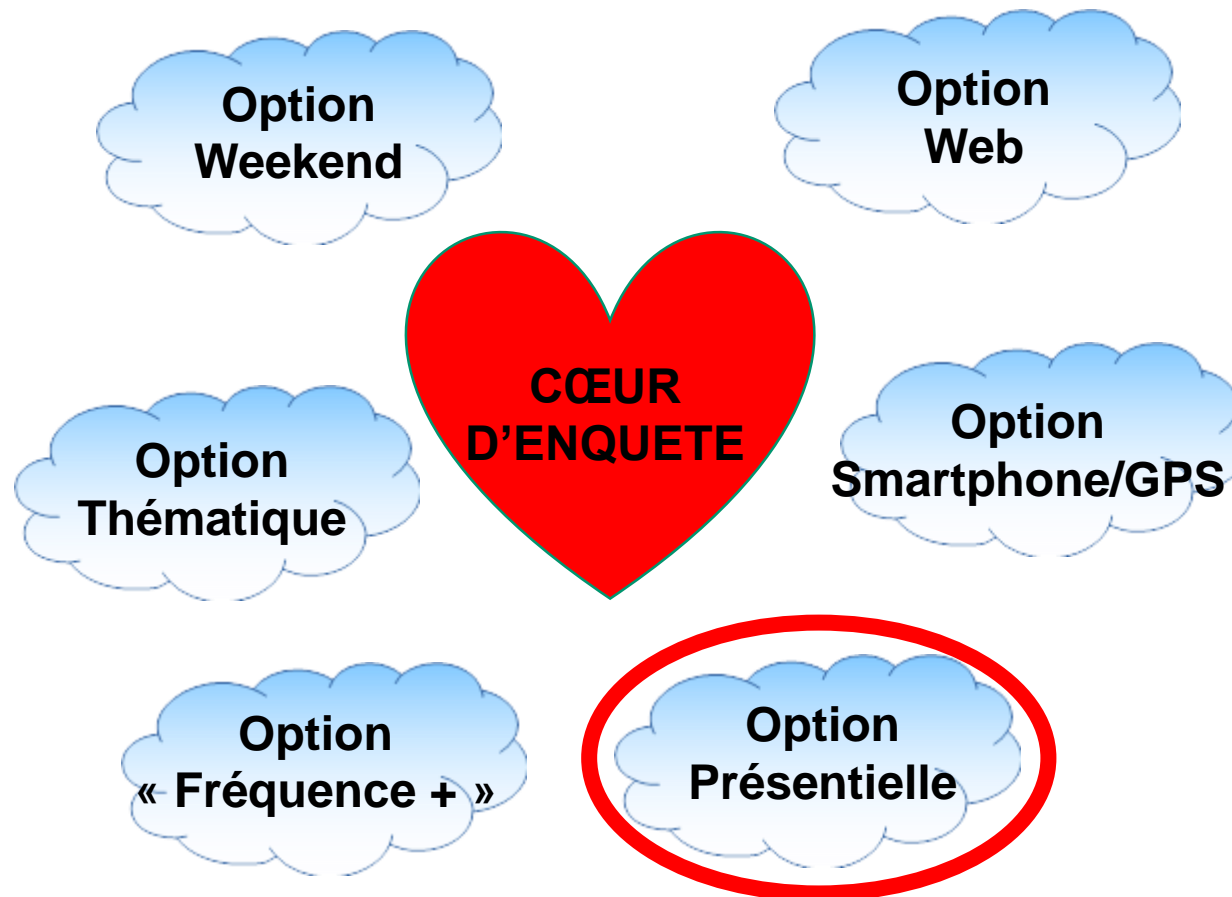 Option
Weekend
Option
Web
CŒUR
D’ENQUETE
Option
Thématique
Option
Smartphone/GPS
Option
« Fréquence + »
Option
Présentielle